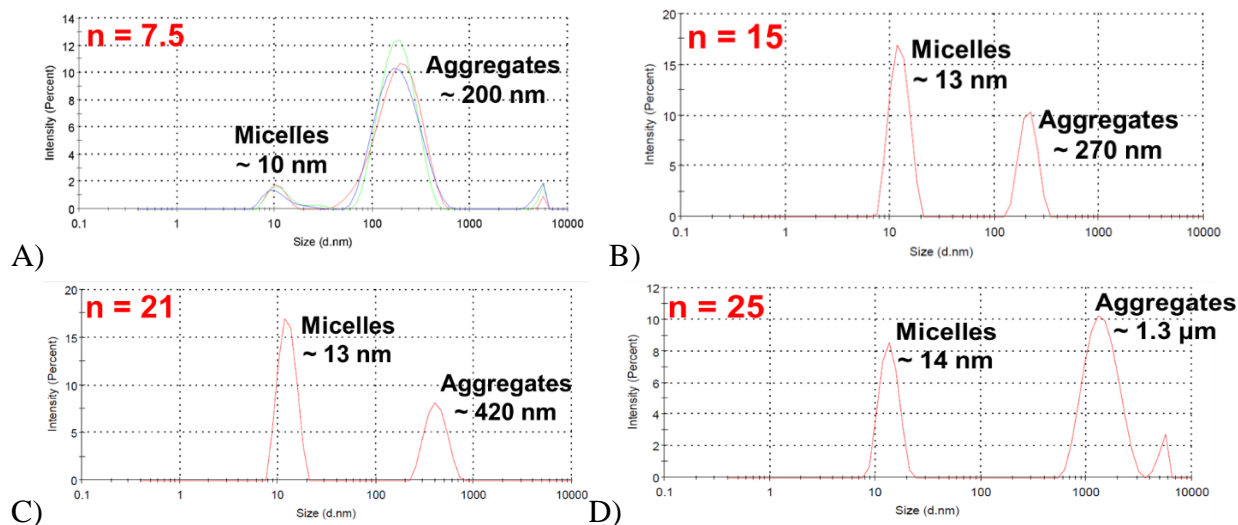 n = 7.5
Intensity (Percent)
14
12
10
8
6
4
2
0
Micelles
~ 10 nm
Aggregates
~ 200 nm
0.1 1 10 100 1000 10000
Size (d.nm)
A)
n = 15
Intensity (Percent)
20
15
10
5
0
Micelles
~ 13 nm
Aggregates
~ 270 nm
0.1 1 10 100 1000 10000
Size (d.nm)
B)
n = 21
Intensity (Percent)
20
15
10
5
0
Micelles
~ 13 nm
Aggregates
~ 420 nm
0.1 1 10 100 1000 10000
Size (d.nm)
C)
n = 25
Intensity (Percent)
12
10
8
6
4
2
0
Micelles
~ 14 nm
Aggregates
~ 1.3 µm
0.1 1 10 100 1000 10000
Size (d.nm)
D)